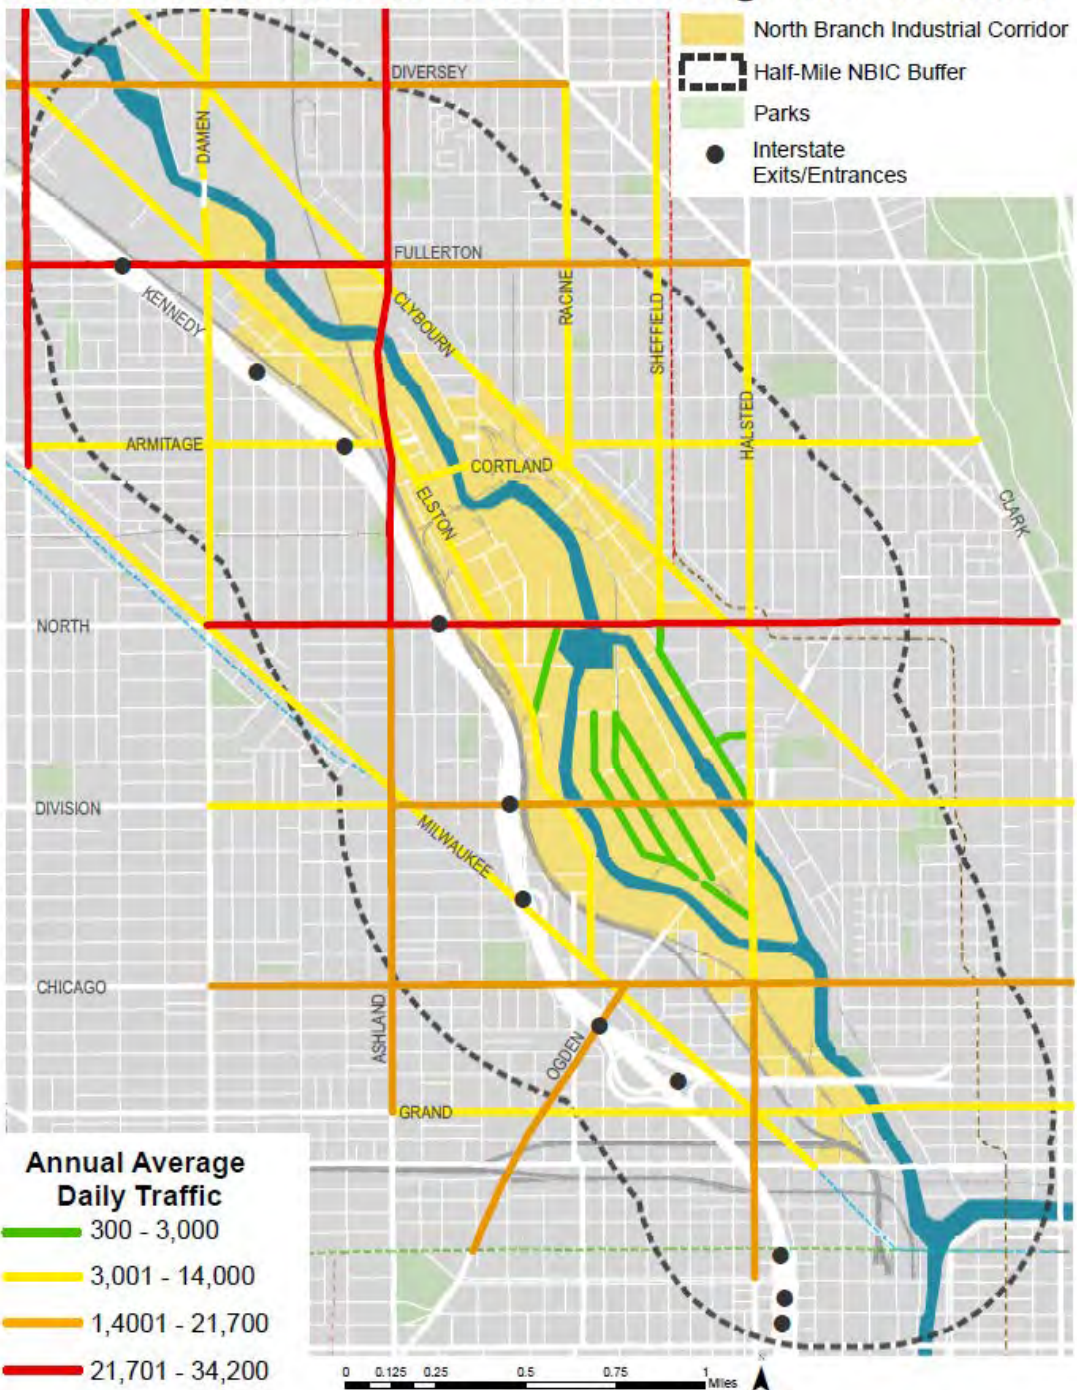 North Branch Industrial Corridor
Half-Mile NBIC Buffer
Parks
Interstate
Exits/Entrances
DIVERSEY
DAMEN
FULLERTON
KENNEDY
CLYBOURN
RACINE
SHEFFIELD
HALSTED
ARMITAGE
CORTLAND
ELSTON
CLARK
NORTH
DIVISION
MILWAUKEE
CHICAGO
ASHLAND
OGDEN
GRAND
Annual Average
Daily Traffic
300 - 3,000
3,001 - 14,000
1,4001 - 21,700
21,701 - 34,200
0 0.125 0.25 0.5 0.75 1
Miles
N